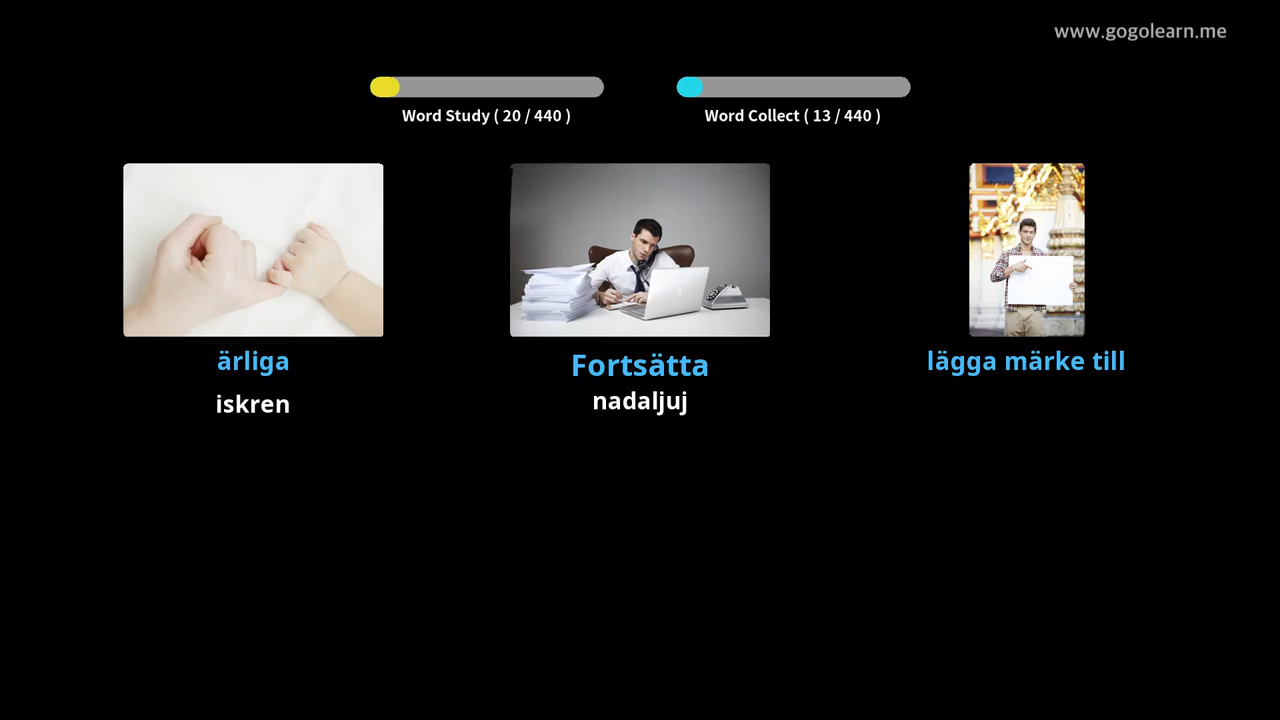 www.gogolearn.me
Word Study ( 20 / 440 )
Word Collect ( 13 / 440 )
ärliga
Fortsätta
lägga märke till
iskren
nadaljuj